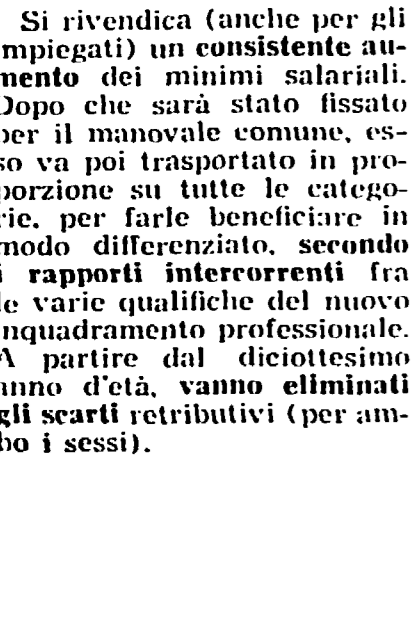 Si rivendica (anche per gli
impiegati) un consistente au-
mento dei minimi salariali.
Dopo che sarà stato fissato
per il manovale comune, es-
so va poi trasportato in pro-
porzione su tutte le catego-
rie, per farle beneficiare in
modo differenziato, secondo
i rapporti intercorrenti fra
le varie qualifiche del nuovo
inquadramento professionale.
A partire dal diciottesimo
anno d'età, vanno eliminati
gli scarti retributivi (per am-
bo i sessi).